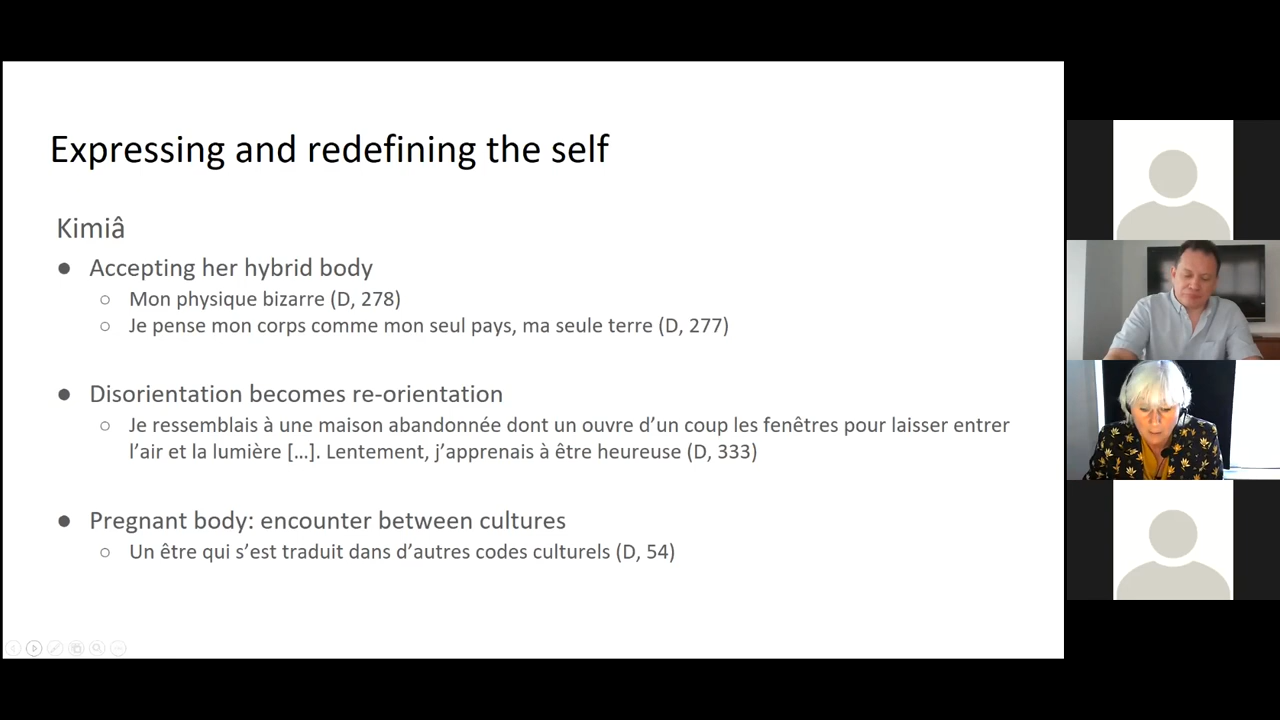 Expressing and redefining the self
Kimiâ
● Accepting her hybrid body
○ Mon physique bizarre (D, 278)
○ Je pense mon corps comme mon seul pays, ma seule terre (D, 277)
● Disorientation becomes re-orientation
○ Je ressemblais à une maison abandonnée dont un ouvre d’un coup les fenêtres pour laisser entrer
l’air et la lumière […]. Lentement, j’apprenais à être heureuse (D, 333)
● Pregnant body: encounter between cultures
○ Un être qui s’est traduit dans d’autres codes culturels (D, 54)